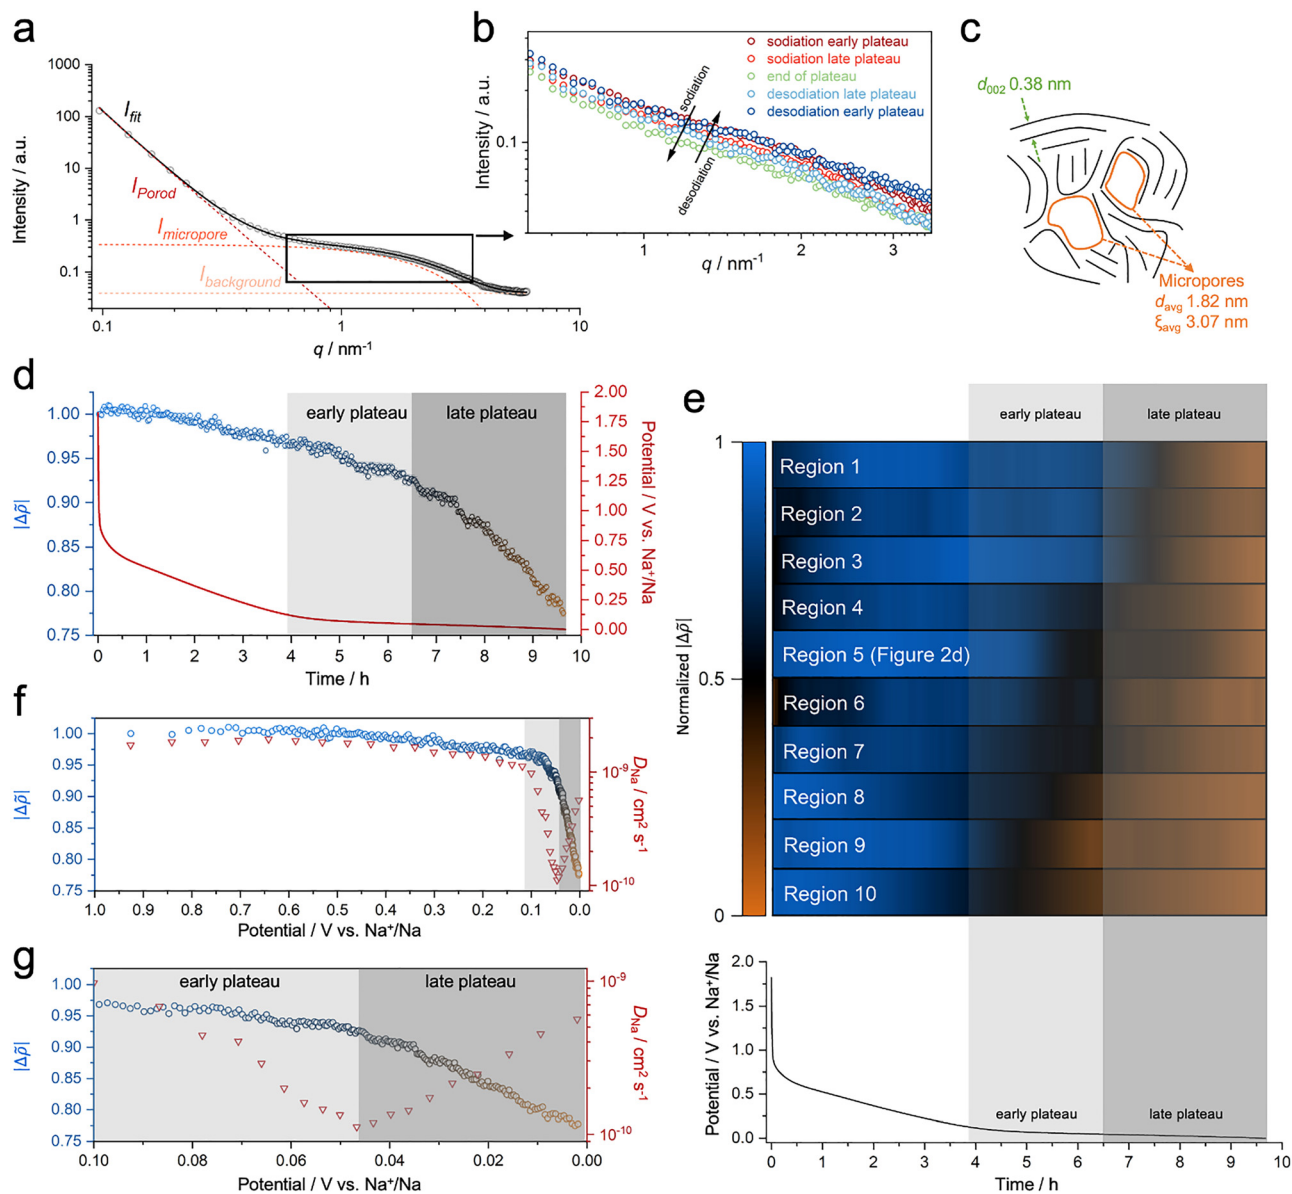 a
1000
100
10
1
0.1
Intensity / a.u.
I_fit
I_Porod
I_micropore
I_background
0.1
1
10
q / nm⁻¹
b
sodiation early plateau
sodiation late plateau
end of plateau
desodiation late plateau
desodiation early plateau
sodiation
desodiation
Intensity / a.u.
0.1
1
2
3
q / nm⁻¹
c
d₀₀₂ 0.38 nm
Micropores
d_avg 1.82 nm
ξ_avg 3.07 nm
d
early plateau
late plateau
1.00
0.95
0.90
0.85
0.80
0.75
|Δρ̃|
2.00
1.75
1.50
1.25
1.00
0.75
0.50
0.25
0.00
Potential / V vs. Na⁺/Na
0 1 2 3 4 5 6 7 8 9 10
Time / h
e
early plateau
late plateau
1
0.5
0
Normalized |Δρ̃|
Region 1
Region 2
Region 3
Region 4
Region 5 (Figure 2d)
Region 6
Region 7
Region 8
Region 9
Region 10
2.0
1.5
1.0
0.5
0.0
Potential / V vs. Na⁺/Na
early plateau
late plateau
0 1 2 3 4 5 6 7 8 9 10
Time / h
f
1.00
0.95
0.90
0.85
0.80
0.75
|Δρ̃|
10⁻⁹
10⁻¹⁰
D_Na / cm² s⁻¹
1.0 0.9 0.8 0.7 0.6 0.5 0.4 0.3 0.2 0.1 0.0
Potential / V vs. Na⁺/Na
g
early plateau
late plateau
1.00
0.95
0.90
0.85
0.80
0.75
|Δρ̃|
10⁻⁹
10⁻¹⁰
D_Na / cm² s⁻¹
0.10 0.08 0.06 0.04 0.02 0.00
Potential / V vs. Na⁺/Na